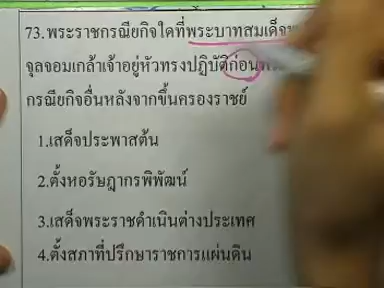 73. พระราชกรณียกิจใดที่พระบาทสมเด็จ
จุลจอมเกล้าเจ้าอยู่หัวทรงปฏิบัติก่อน
กรณียกิจอื่นหลังจากขึ้นครองราชย์
1.เสด็จประพาสต้น
2.ตั้งหอรัษฎากรพิพัฒน์
3.เสด็จพระราชดำเนินต่างประเทศ
4.ตั้งสภาที่ปรึกษาราชการแผ่นดิน